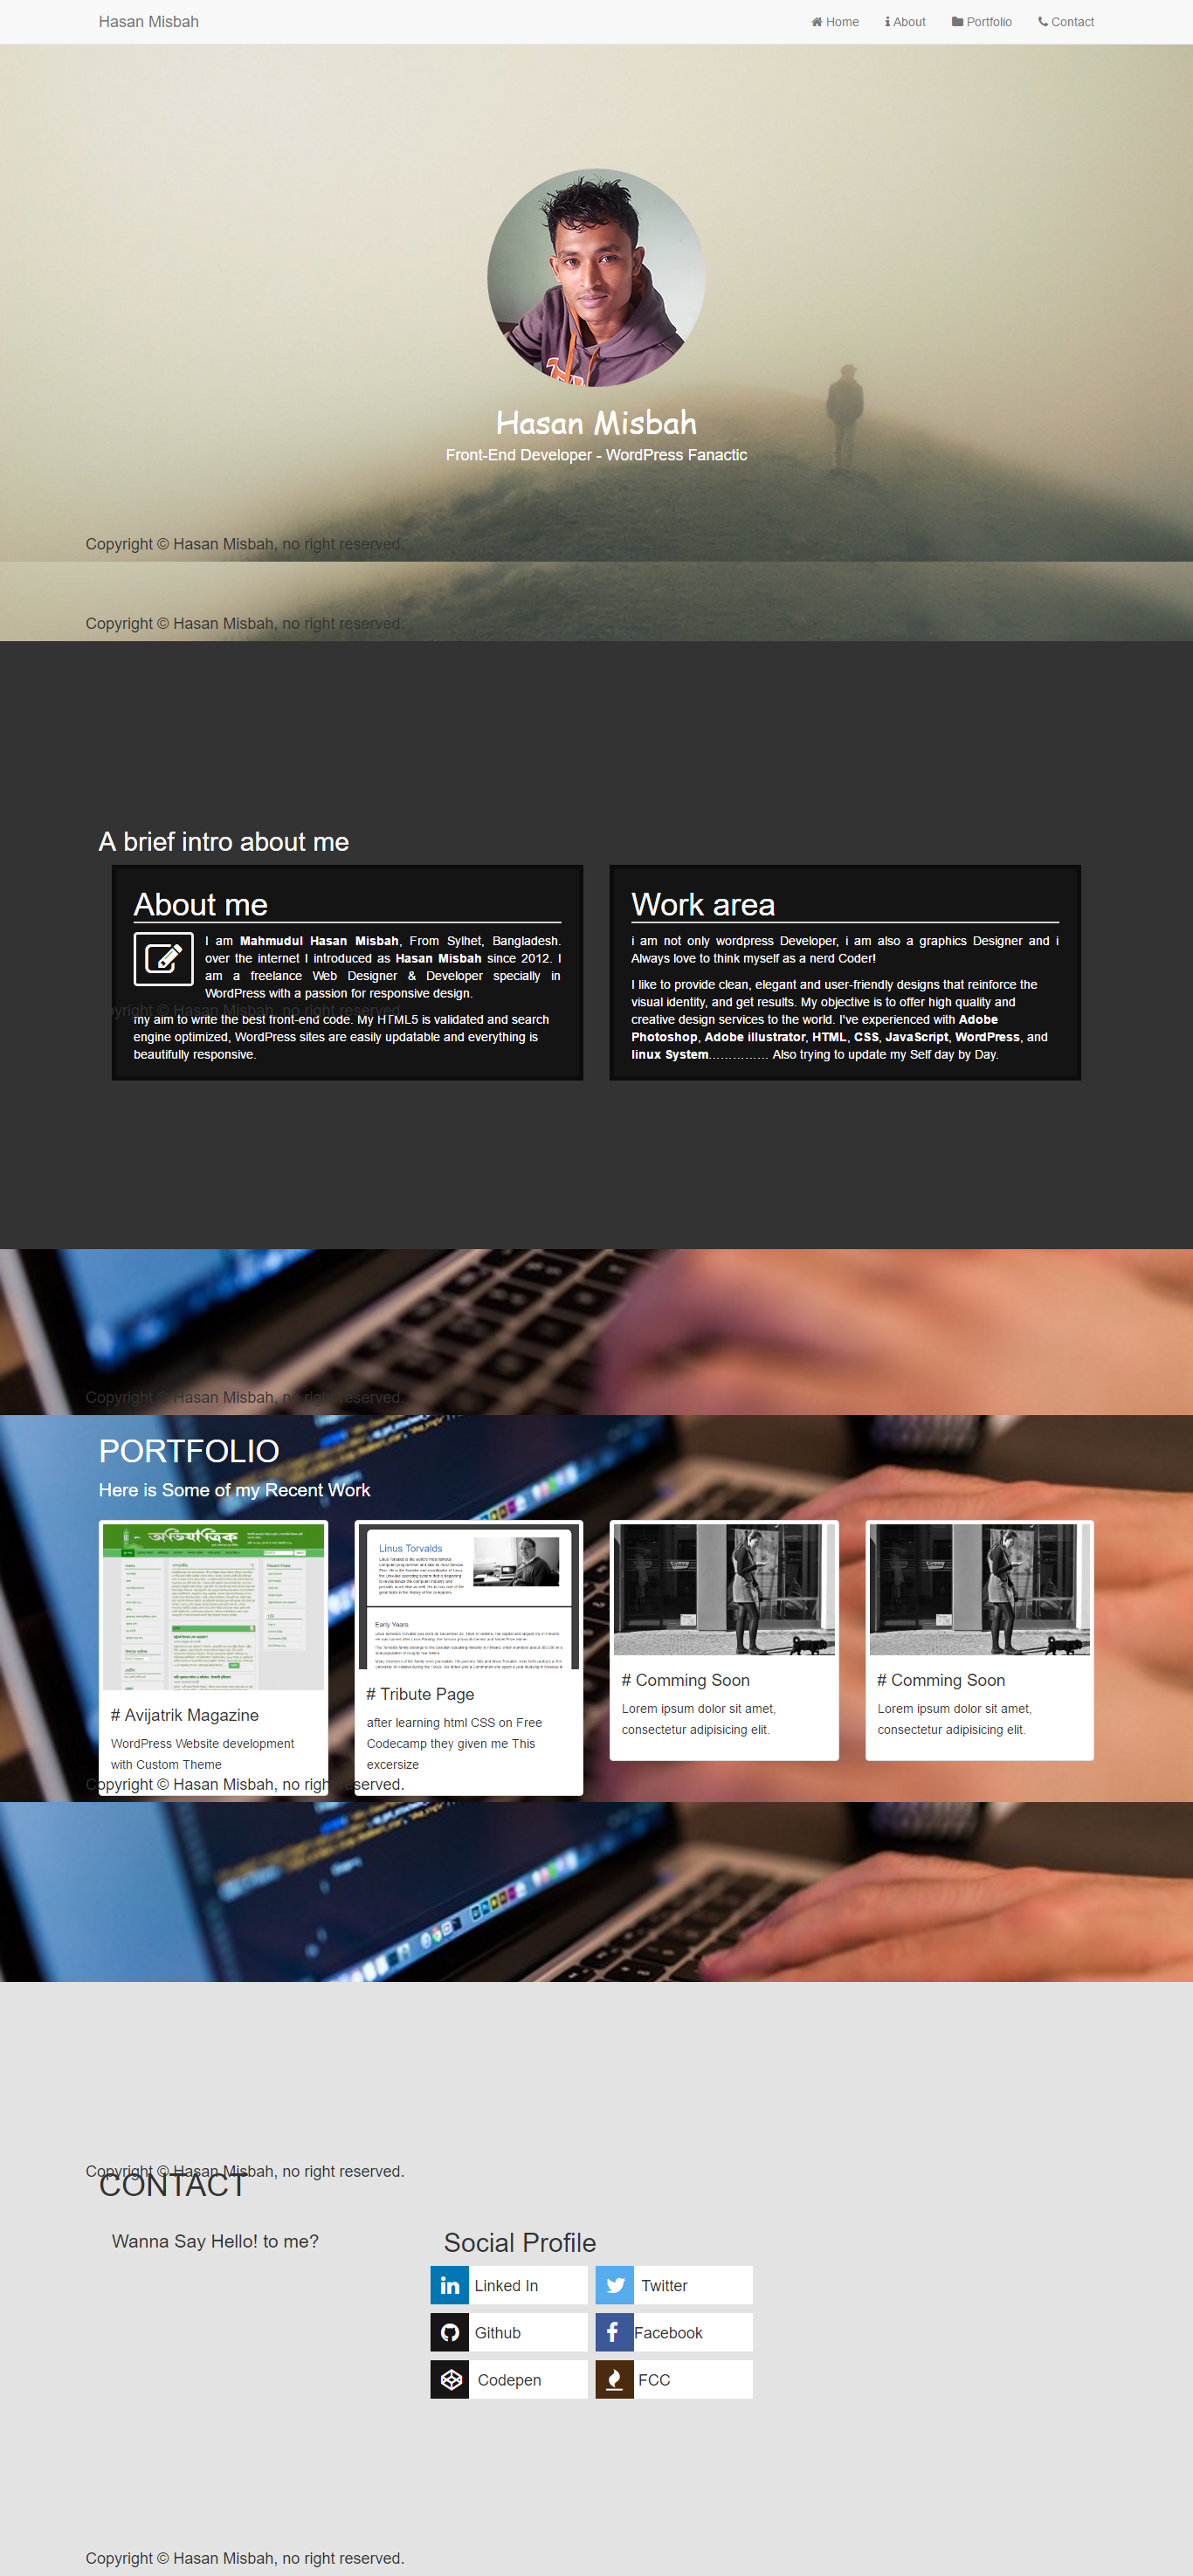 Hasan Misbah
Home
About
Portfolio
Contact
Hasan Misbah
Front-End Developer - WordPress Fanactic
Copyright © Hasan Misbah, no right reserved.
Copyright © Hasan Misbah, no right reserved.
A brief intro about me
About me
I am Mahmudul Hasan Misbah, From Sylhet, Bangladesh.
over the internet I introduced as Hasan Misbah since 2012. I
am a freelance Web Designer & Developer specially in
WordPress with a passion for responsive design.
yright © Hasan Misbah, no right reserved.
my aim to write the best front-end code. My HTML5 is validated and search
engine optimized, WordPress sites are easily updatable and everything is
beautifully responsive.
Work area
i am not only wordpress Developer, i am also a graphics Designer and i
Always love to think myself as a nerd Coder!
I like to provide clean, elegant and user-friendly designs that reinforce the
visual identity, and get results. My objective is to offer high quality and
creative design services to the world. I've experienced with Adobe
Photoshop, Adobe illustrator, HTML, CSS, JavaScript, WordPress, and
linux System…………… Also trying to update my Self day by Day.
Copyright © Hasan Misbah, no right reserved.
PORTFOLIO
Here is Some of my Recent Work
অভিযাত্রিক
Linus Torvalds
Early Years
# Avijatrik Magazine
WordPress Website development
with Custom Theme
# Tribute Page
after learning html CSS on Free
Codecamp they given me This
excersize
# Comming Soon
Lorem ipsum dolor sit amet,
consectetur adipisicing elit.
# Comming Soon
Lorem ipsum dolor sit amet,
consectetur adipisicing elit.
Copyright © Hasan Misbah, no right reserved.
Copyright © Hasan Misbah, no right reserved.
CONTACT
Wanna Say Hello! to me?
Social Profile
Linked In
Twitter
Github
Facebook
Codepen
FCC
Copyright © Hasan Misbah, no right reserved.